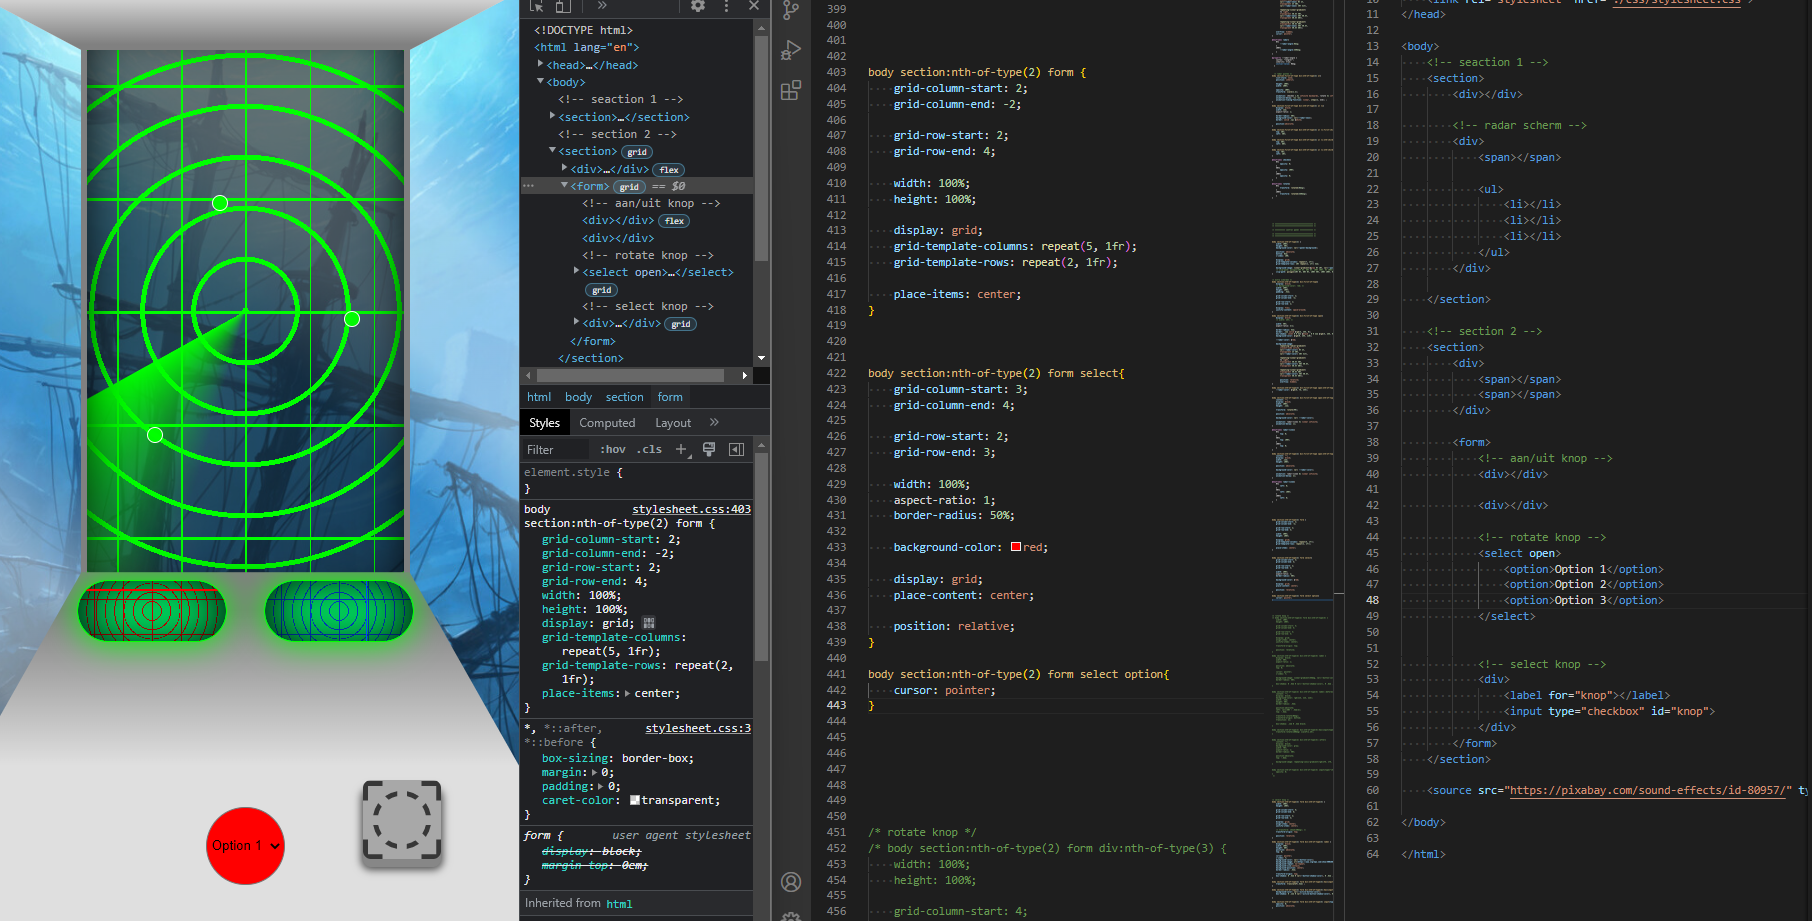 Option 1
<!DOCTYPE html>
<html lang="en">
<head>…</head>
<body>
<!-- seaction 1 -->
<section>…</section>
<!-- section 2 -->
<section> grid
<div>…</div> flex
<form> grid == $0
<!-- aan/uit knop -->
<div></div> flex
<div></div>
<!-- rotate knop -->
<select open>…</select>
grid
<!-- select knop -->
<div>…</div> grid
</form>
</section>
html body section form
Styles Computed Layout »
Filter :hov .cls +
element.style {
}
body stylesheet.css:403
section:nth-of-type(2) form {
grid-column-start: 2;
grid-column-end: -2;
grid-row-start: 2;
grid-row-end: 4;
width: 100%;
height: 100%;
display: grid;
grid-template-columns:
repeat(5, 1fr);
grid-template-rows: repeat(2,
1fr);
place-items: center;
}
*, *::after, stylesheet.css:3
*::before {
box-sizing: border-box;
margin: 0;
padding: 0;
caret-color: transparent;
}
form { user agent stylesheet
display: block;
margin-top: 0em;
}
Inherited from html
399
400
401
402
403 body section:nth-of-type(2) form {
404 grid-column-start: 2;
405 grid-column-end: -2;
406
407 grid-row-start: 2;
408 grid-row-end: 4;
409
410 width: 100%;
411 height: 100%;
412
413 display: grid;
414 grid-template-columns: repeat(5, 1fr);
415 grid-template-rows: repeat(2, 1fr);
416
417 place-items: center;
418 }
419
420
421
422 body section:nth-of-type(2) form select{
423 grid-column-start: 3;
424 grid-column-end: 4;
425
426 grid-row-start: 2;
427 grid-row-end: 3;
428
429 width: 100%;
430 aspect-ratio: 1;
431 border-radius: 50%;
432
433 background-color: red;
434
435 display: grid;
436 place-content: center;
437
438 position: relative;
439 }
440
441 body section:nth-of-type(2) form select option{
442 cursor: pointer;
443 }
444
445
446
447
448
449
450
451 /* rotate knop */
452 /* body section:nth-of-type(2) form div:nth-of-type(3) {
453 width: 100%;
454 height: 100%;
455
456 grid-column-start: 4;
11 </head>
12
13 <body>
14 <!-- seaction 1 -->
15 <section>
16 <div></div>
17
18 <!-- radar scherm -->
19 <div>
20 <span></span>
21
22 <ul>
23 <li></li>
24 <li></li>
25 <li></li>
26 </ul>
27 </div>
28
29 </section>
30
31 <!-- section 2 -->
32 <section>
33 <div>
34 <span></span>
35 <span></span>
36 </div>
37
38 <form>
39 <!-- aan/uit knop -->
40 <div></div>
41
42 <div></div>
43
44 <!-- rotate knop -->
45 <select open>
46 <option>Option 1</option>
47 <option>Option 2</option>
48 <option>Option 3</option>
49 </select>
50
51
52 <!-- select knop -->
53 <div>
54 <label for="knop"></label>
55 <input type="checkbox" id="knop">
56 </div>
57 </form>
58 </section>
59
60 <source src="https://pixabay.com/sound-effects/id-80957/" ty
61
62 </body>
63
64 </html>